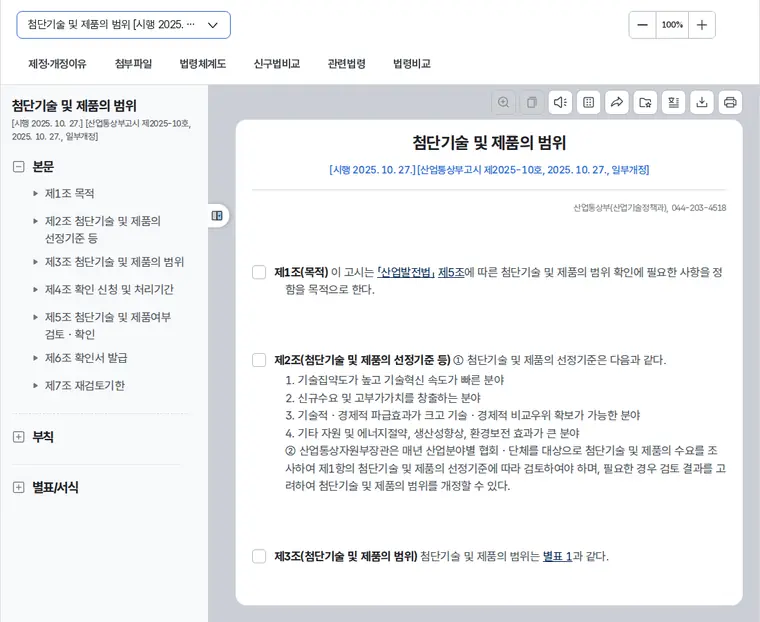 첨단기술 및 제품의 범위 [시행 2025. ···
100%
제정·개정이유 첨부파일 법령체계도 신구법비교 관련법령 법령비교
첨단기술 및 제품의 범위
[시행 2025. 10. 27.] [산업통상부고시 제2025-10호,
2025. 10. 27., 일부개정]
본문
제1조 목적
제2조 첨단기술 및 제품의
선정기준 등
제3조 첨단기술 및 제품의 범위
제4조 확인 신청 및 처리기간
제5조 첨단기술 및 제품여부
검토ㆍ확인
제6조 확인서 발급
제7조 재검토기한
부칙
별표/서식
첨단기술 및 제품의 범위
[시행 2025. 10. 27.] [산업통상부고시 제2025-10호, 2025. 10. 27., 일부개정]
산업통상부(산업기술정책과), 044-203-4518
제1조(목적) 이 고시는 「산업발전법」 제5조에 따른 첨단기술 및 제품의 범위 확인에 필요한 사항을 정
함을 목적으로 한다.
제2조(첨단기술 및 제품의 선정기준 등) ① 첨단기술 및 제품의 선정기준은 다음과 같다.
1. 기술집약도가 높고 기술혁신 속도가 빠른 분야
2. 신규수요 및 고부가가치를 창출하는 분야
3. 기술적ㆍ경제적 파급효과가 크고 기술ㆍ경제적 비교우위 확보가 가능한 분야
4. 기타 자원 및 에너지절약, 생산성향상, 환경보전 효과가 큰 분야
② 산업통상자원부장관은 매년 산업분야별 협회ㆍ단체를 대상으로 첨단기술 및 제품의 수요를 조
사하여 제1항의 첨단기술 및 제품의 선정기준에 따라 검토하여야 하며, 필요한 경우 검토 결과를 고
려하여 첨단기술 및 제품의 범위를 개정할 수 있다.
제3조(첨단기술 및 제품의 범위) 첨단기술 및 제품의 범위는 별표 1과 같다.